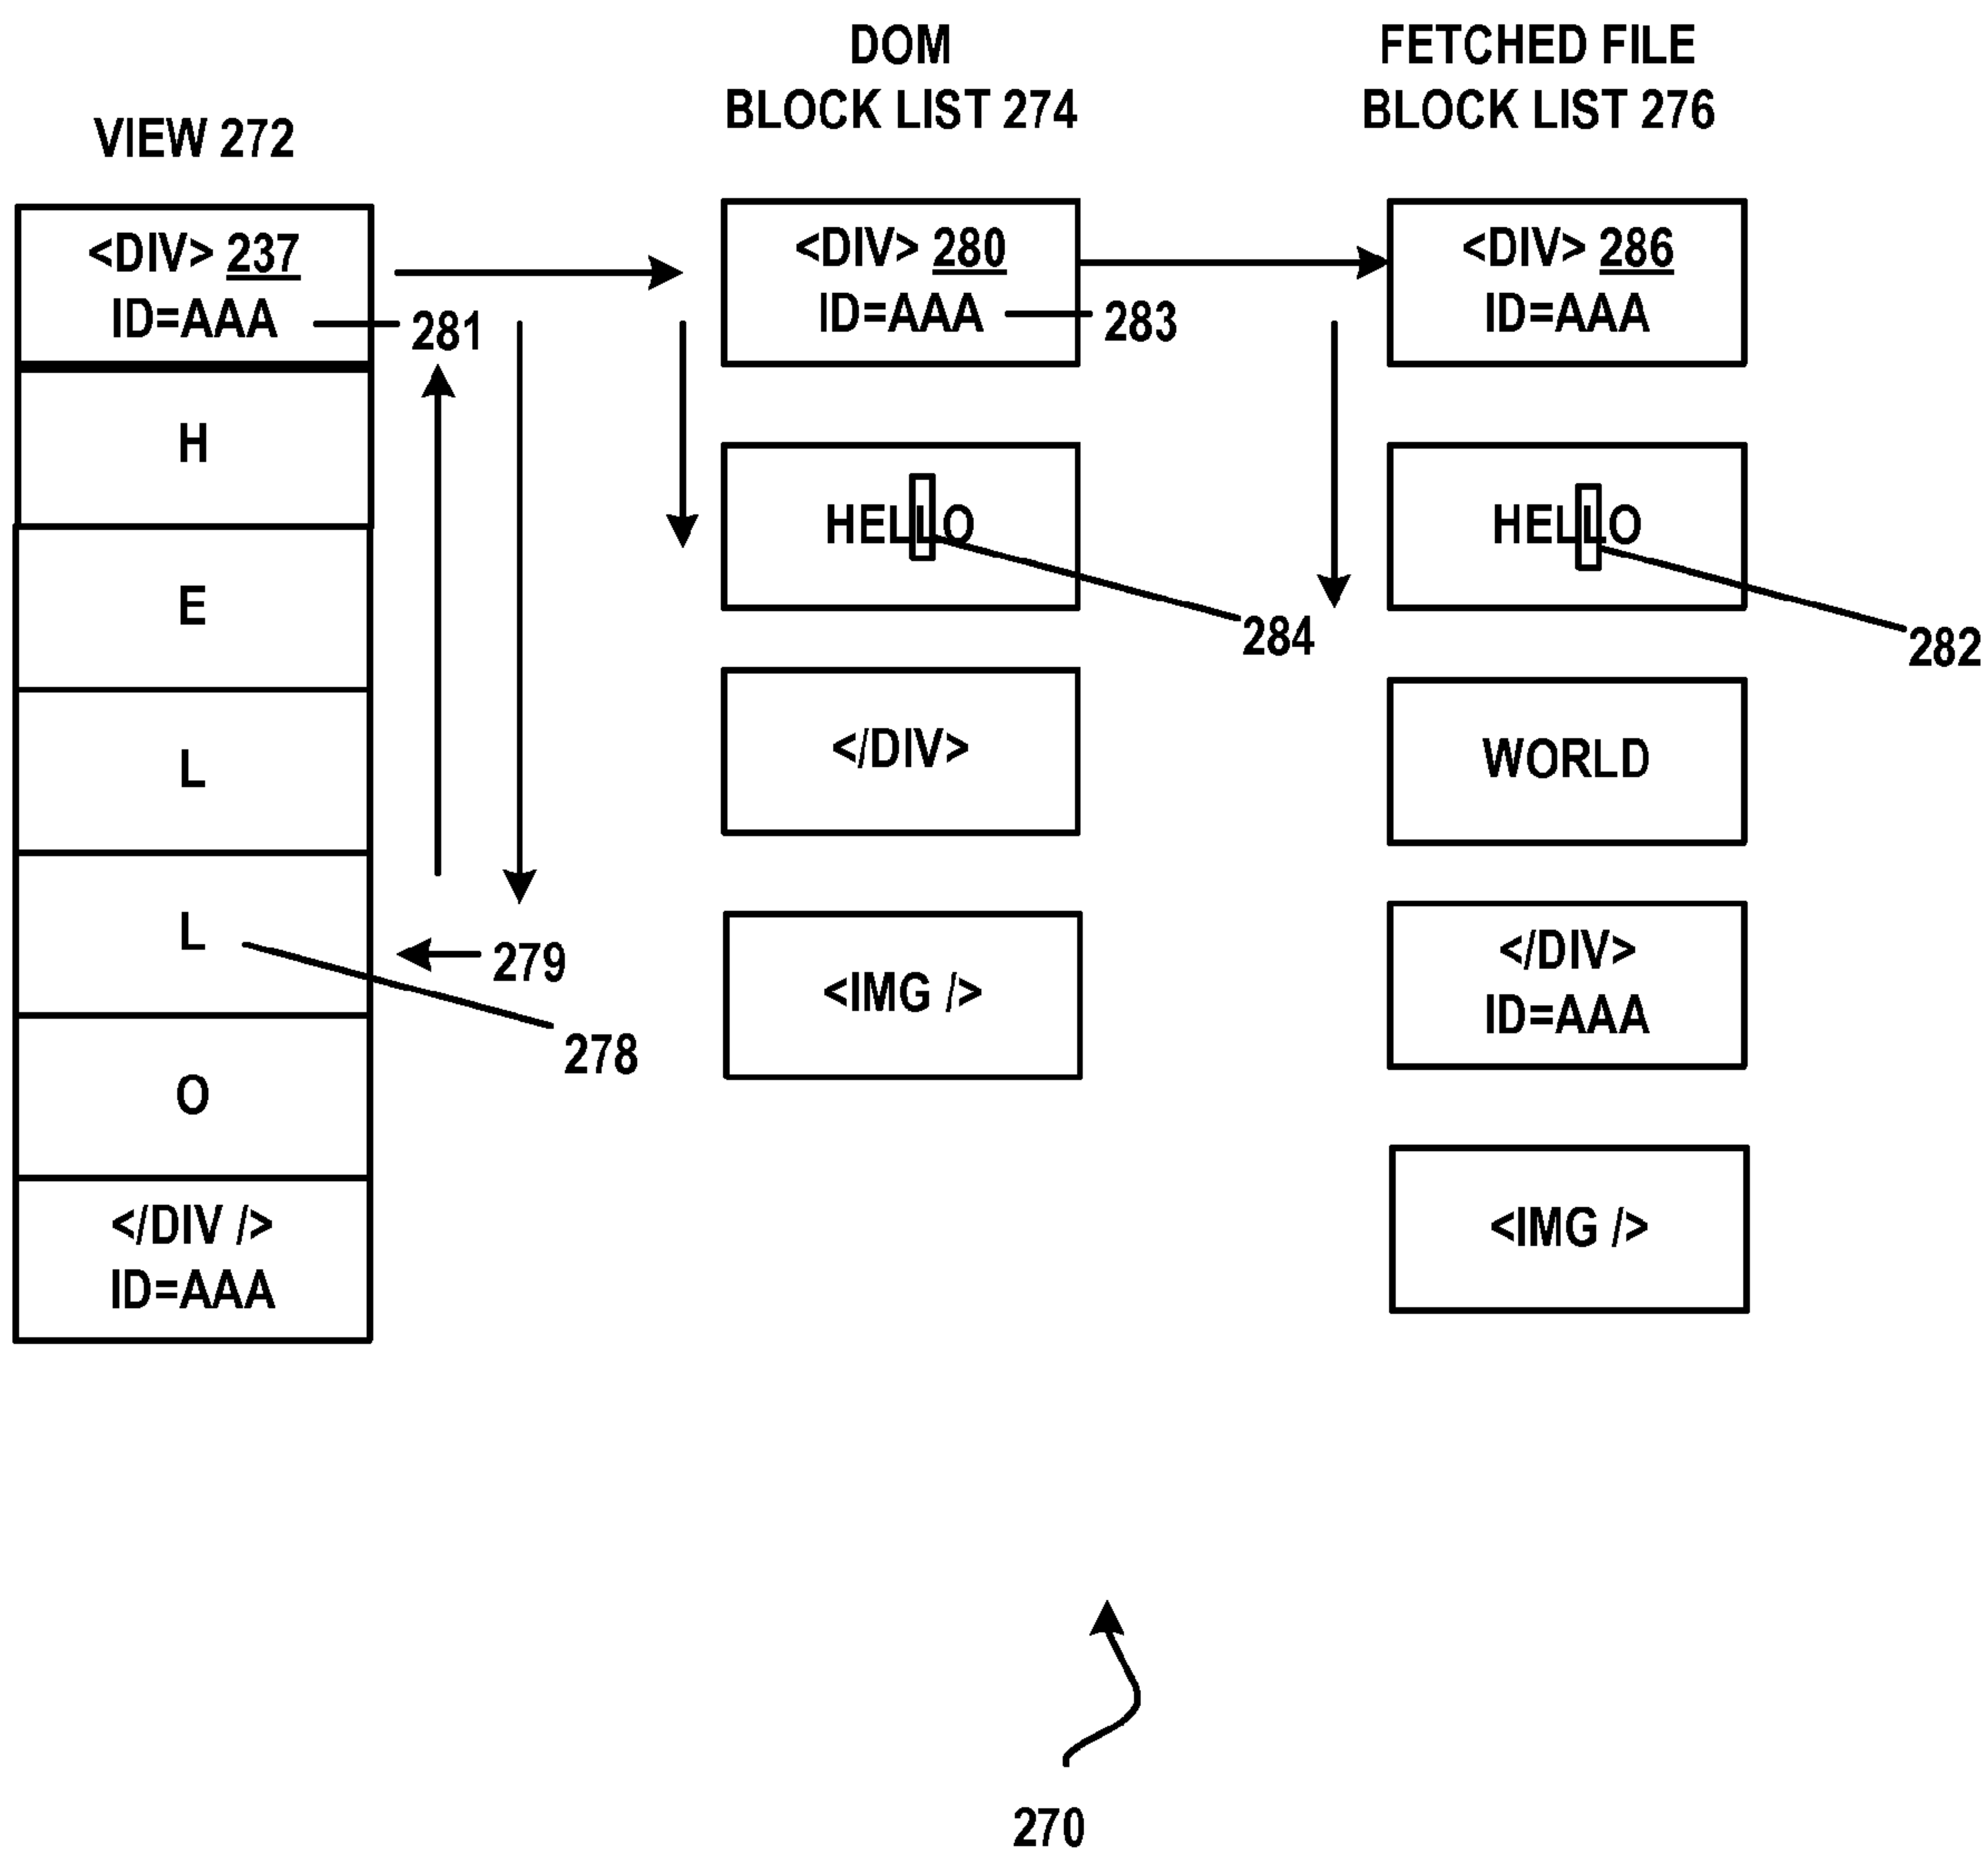 VIEW 272
<DIV> 237
ID=AAA
281
H
E
L
L
279
278
O
</DIV />
ID=AAA
DOM
BLOCK LIST 274
<DIV> 280
ID=AAA
283
HELLO
284
</DIV>
<IMG />
FETCHED FILE
BLOCK LIST 276
<DIV> 286
ID=AAA
HELLO
282
WORLD
</DIV>
ID=AAA
<IMG />
270